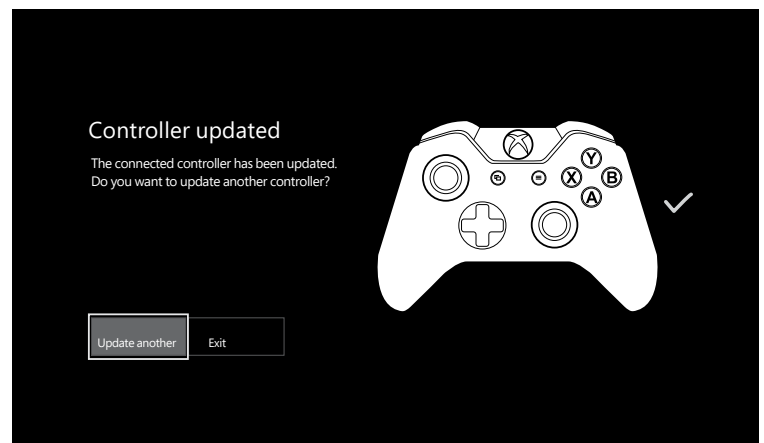 Controller updated
The connected controller has been updated.
Do you want to update another controller?
Y
X
B
A
Update another
Exit